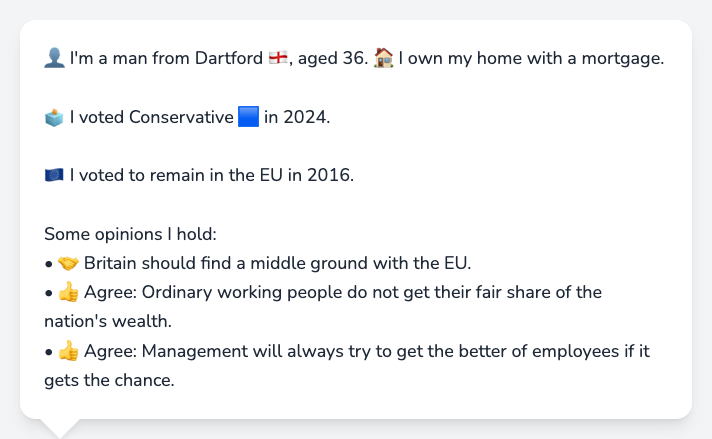 👤 I'm a man from Dartford 🏴󠁧󠁢󠁥󠁮󠁧󠁿, aged 36. 🏠 I own my home with a mortgage.
🗳️ I voted Conservative 🟦 in 2024.
🇪🇺 I voted to remain in the EU in 2016.
Some opinions I hold:
• 🤝 Britain should find a middle ground with the EU.
• 👍 Agree: Ordinary working people do not get their fair share of the
nation's wealth.
• 👍 Agree: Management will always try to get the better of employees if it
gets the chance.